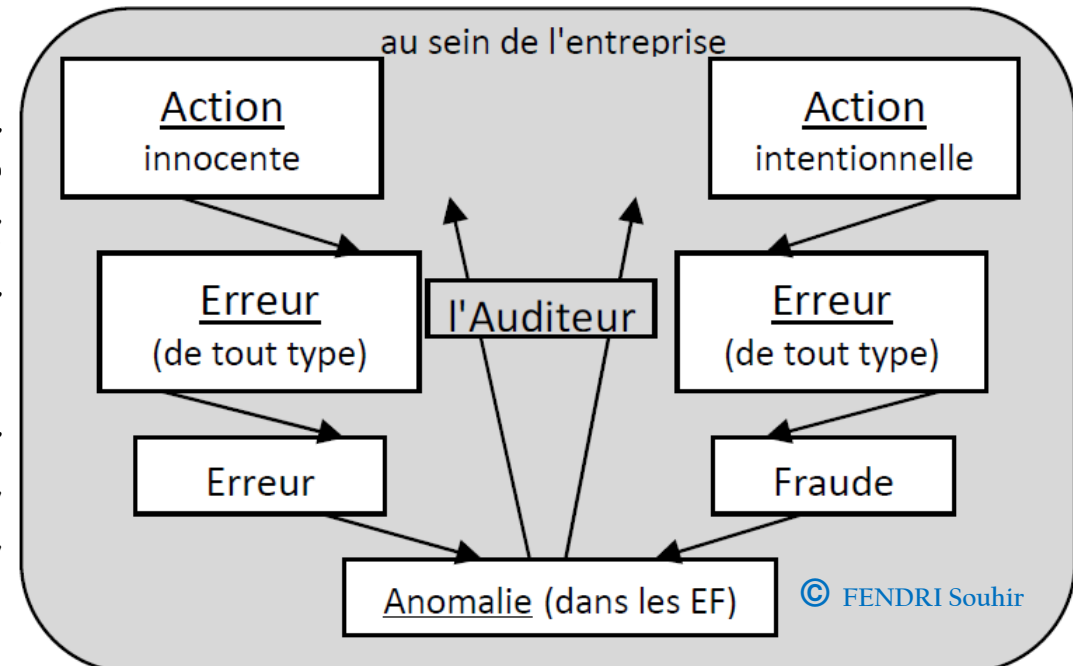 au sein de l'entreprise
Action
innocente
Action
intentionnelle
Erreur
(de tout type)
l'Auditeur
Erreur
(de tout type)
Erreur
Fraude
Anomalie (dans les EF)
© FENDRI Souhir